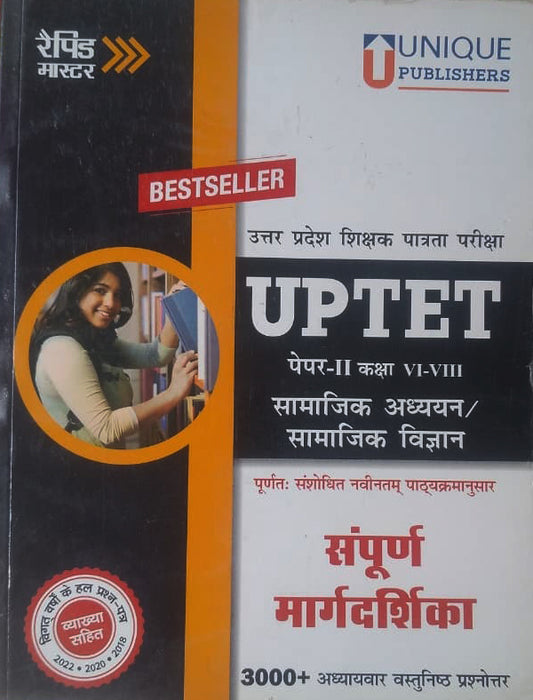 रैपिड
मास्टर
UNIQUE
PUBLISHERS
BESTSELLER
उत्तर प्रदेश शिक्षक पात्रता परीक्षा
UPTET
पेपर-II कक्षा VI-VIII
सामाजिक अध्ययन/
सामाजिक विज्ञान
पूर्णतः संशोधित नवीनतम् पाठ्यक्रमानुसार
संपूर्ण
मार्गदर्शिका
विगत वर्षों के हल प्रश्न-पत्र
व्याख्या
सहित
2022 • 2020 • 2018
3000+ अध्यायवार वस्तुनिष्ठ प्रश्नोत्तर